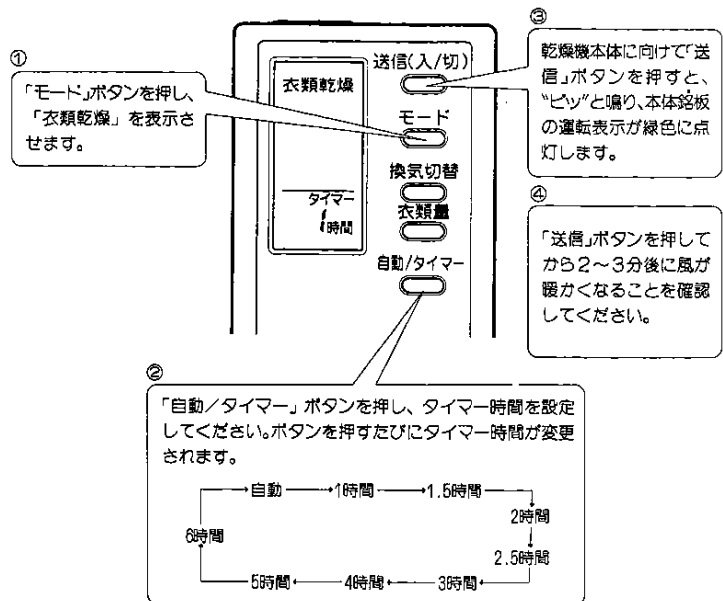 ①
「モード」ボタンを押し、
「衣類乾燥」を表示さ
せます。
衣類乾燥
タイマー
1時間
送信(入/切)
モード
換気切替
衣類量
自動/タイマー
③
乾燥機本体に向けて「送
信」ボタンを押すと、
“ピッ”と鳴り、本体銘板
の運転表示が緑色に点
灯します。
④
「送信」ボタンを押して
から2～3分後に風が
暖かくなることを確認
してください。
②
「自動／タイマー」ボタンを押し、タイマー時間を設定
してください。ボタンを押すたびにタイマー時間が変更
されます。
自動→1時間→1.5時間
2時間
2.5時間
3時間
4時間
5時間
6時間